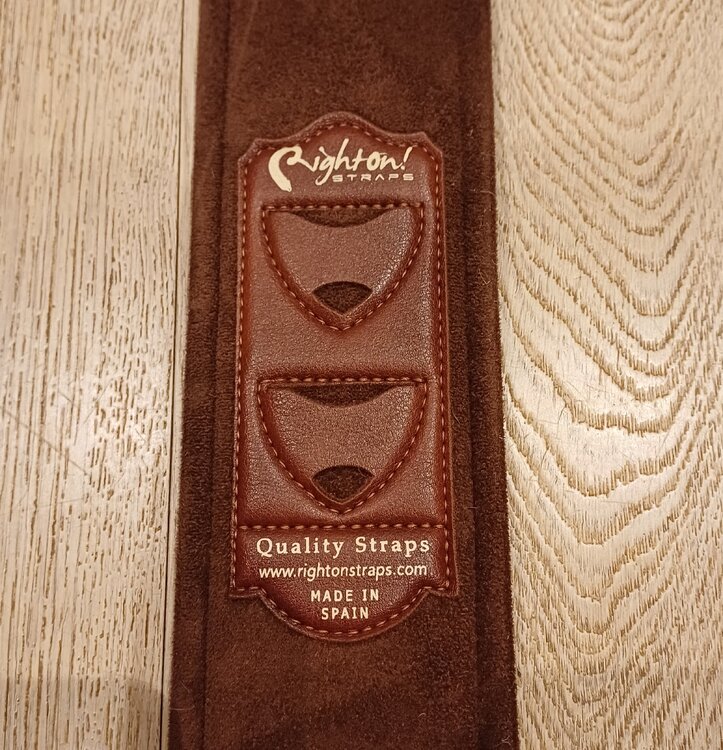 Righton!
STRAPS
Quality Straps
www.rightonstraps.com
MADE IN
SPAIN